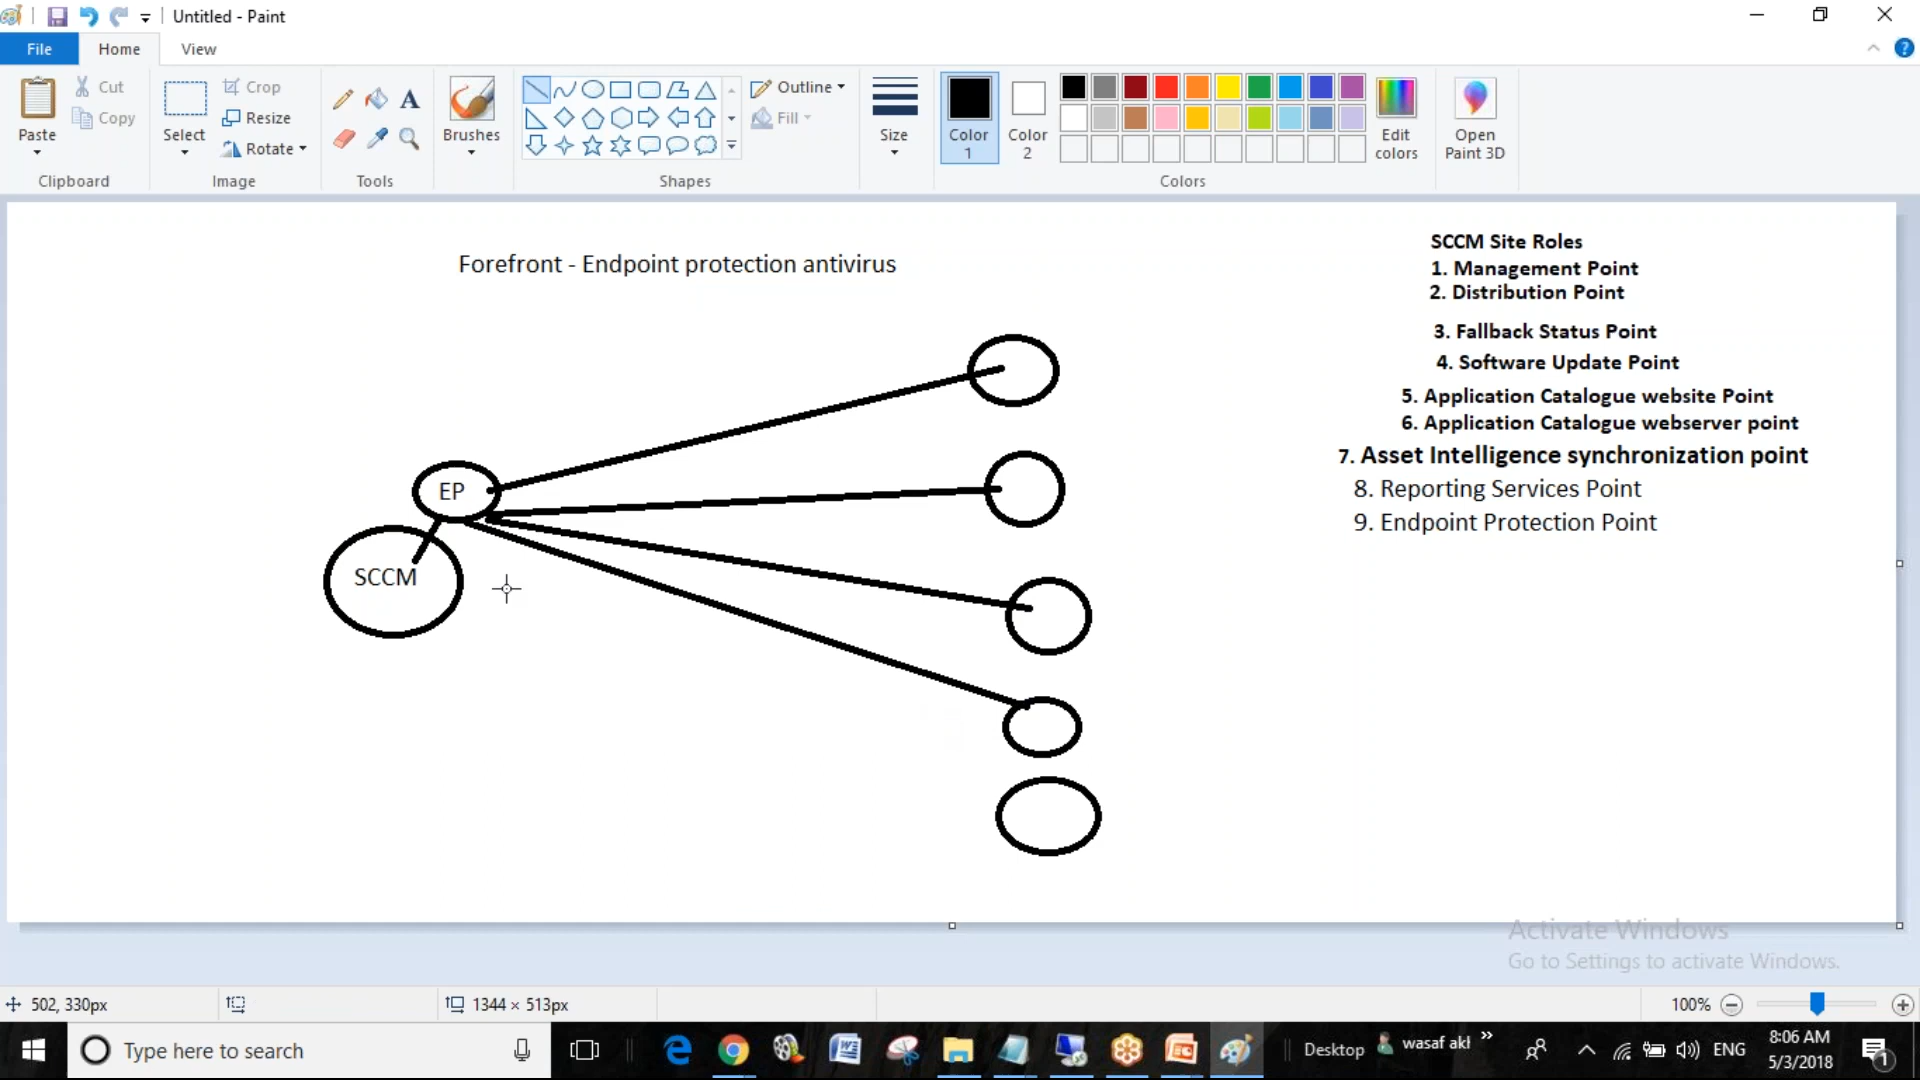 Untitled - Paint
File
Home
View
Paste
Cut
Copy
Clipboard
Select
Crop
Resize
Rotate
Image
A
Tools
Brushes
Outline
Fill
Shapes
Size
Color 1
Color 2
Edit colors
Colors
Open Paint 3D
Forefront - Endpoint protection antivirus
EP
SCCM
SCCM Site Roles
1. Management Point
2. Distribution Point
3. Fallback Status Point
4. Software Update Point
5. Application Catalogue website Point
6. Application Catalogue webserver point
7. Asset Intelligence synchronization point
8. Reporting Services Point
9. Endpoint Protection Point
Activate Windows
Go to Settings to activate Windows.
502, 330px
1344 × 513px
100%
Type here to search
Desktop
wasaf akl
ENG
8:06 AM
5/3/2018
1